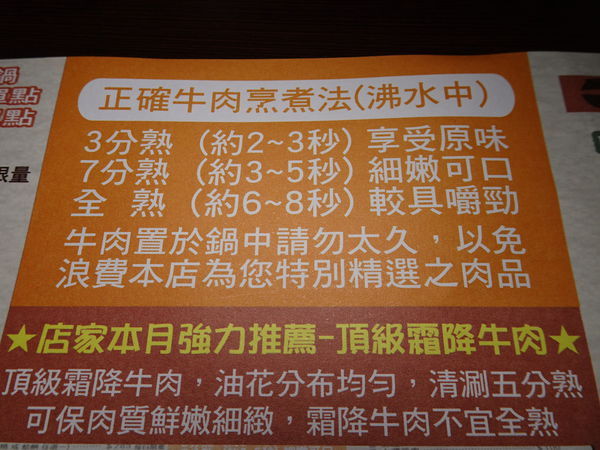 鍋
單點
點
限量
正確牛肉烹煮法(沸水中)
3分熟 (約2~3秒) 享受原味
7分熟 (約3~5秒) 細嫩可口
全 熟 (約6~8秒) 較具嚼勁
牛肉置於鍋中請勿太久，以免
浪費本店為您特別精選之肉品
★店家本月強力推薦-頂級霜降牛肉★
頂級霜降牛肉，油花分布均勻，清涮五分熟
可保肉質鮮嫩細緻，霜降牛肉不宜全熟